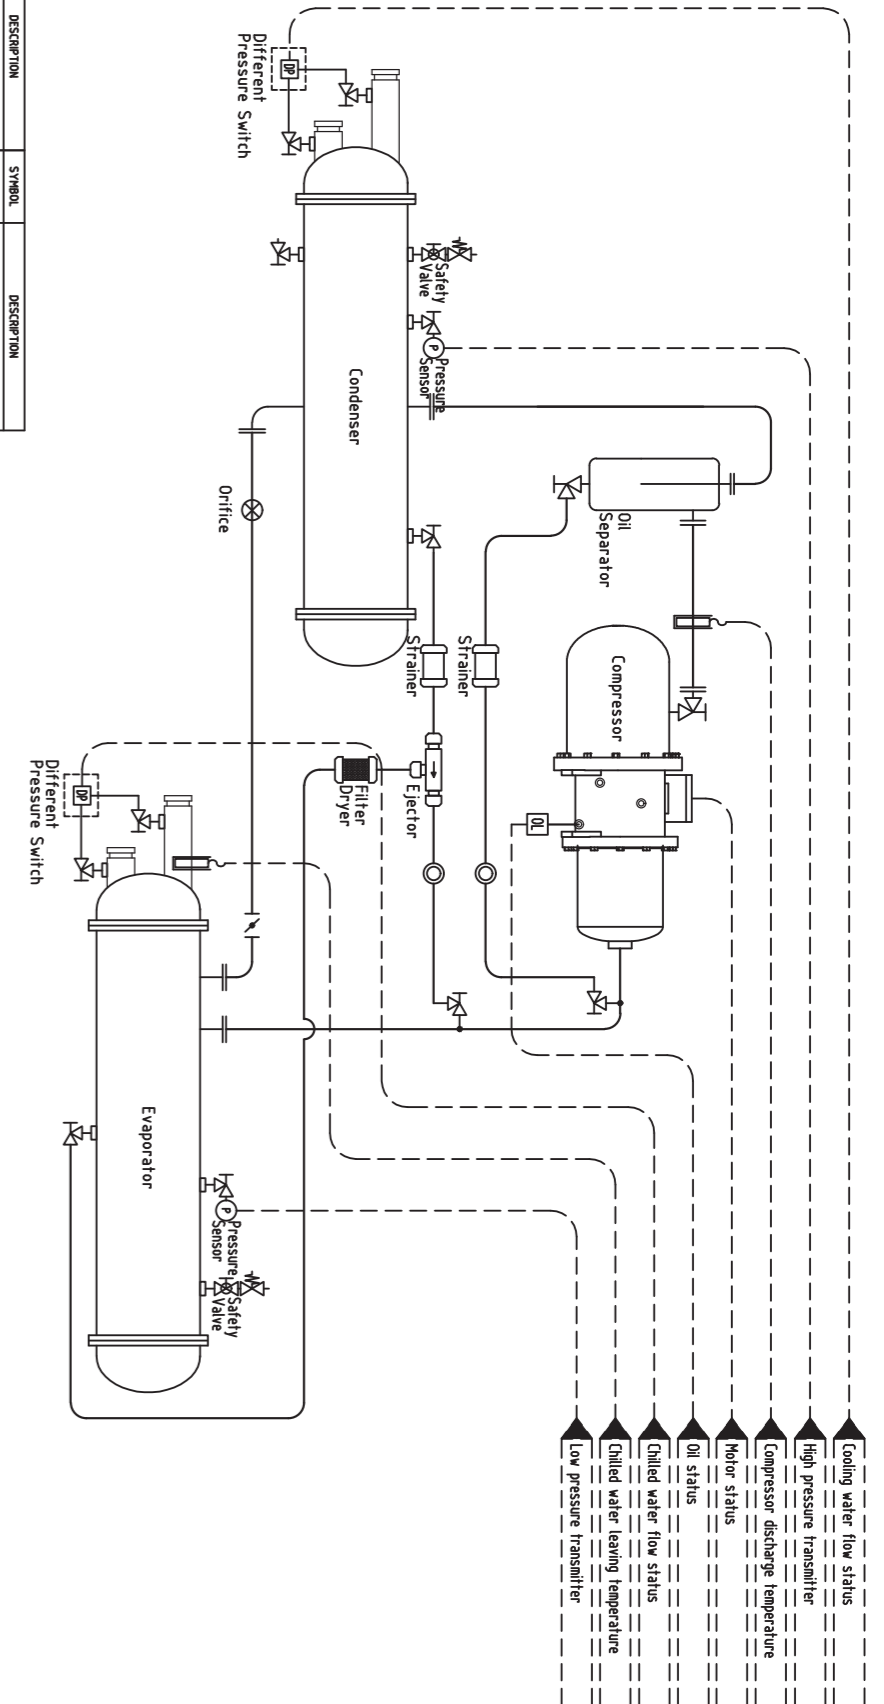 Cooling water flow status
High pressure transmitter
Compressor discharge temperature
Motor status
Oil status
Chilled water flow status
Chilled water leaving temperature
Low pressure transmitter
Compressor
Oil
Separator
OL
Strainer
Strainer
Ejector
Filter
Dryer
Safety
Valve
P
Pressure
Sensor
Condenser
DP
Different
Pressure Switch
Orifice
P
Pressure
Sensor
Safety
Valve
Evaporator
DP
Different
Pressure Switch
DESCRIPTION
SYMBOL
DESCRIPTION